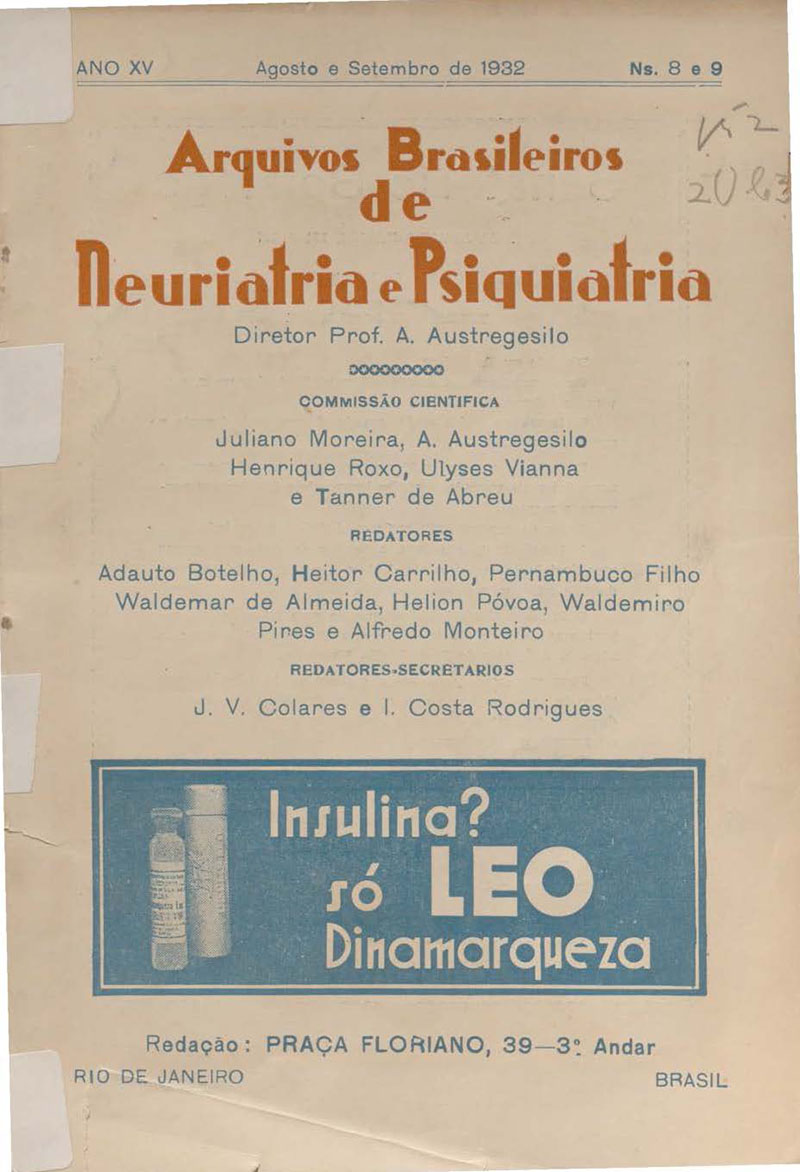 ANO XV Agosto e Setembro de 1932 Ns. 8 e 9
Arquivos Brasileiros
de
Neuriatria e Psiquiatria
Diretor Prof. A. Austregesilo
COMMISSÃO CIENTIFICA
Juliano Moreira, A. Austregesilo
Henrique Roxo, Ulyses Vianna
e Tanner de Abreu
REDATORES
Adauto Botelho, Heitor Carrilho, Pernambuco Filho
Waldemar de Almeida, Helion Póvoa, Waldemiro
Pires e Alfredo Monteiro
REDATORES-SECRETARIOS
J. V. Colares e I. Costa Rodrigues
Insulina?
só LEO
Dinamarqueza
Redação: PRAÇA FLORIANO, 39—3º Andar
RIO DE JANEIRO BRASIL